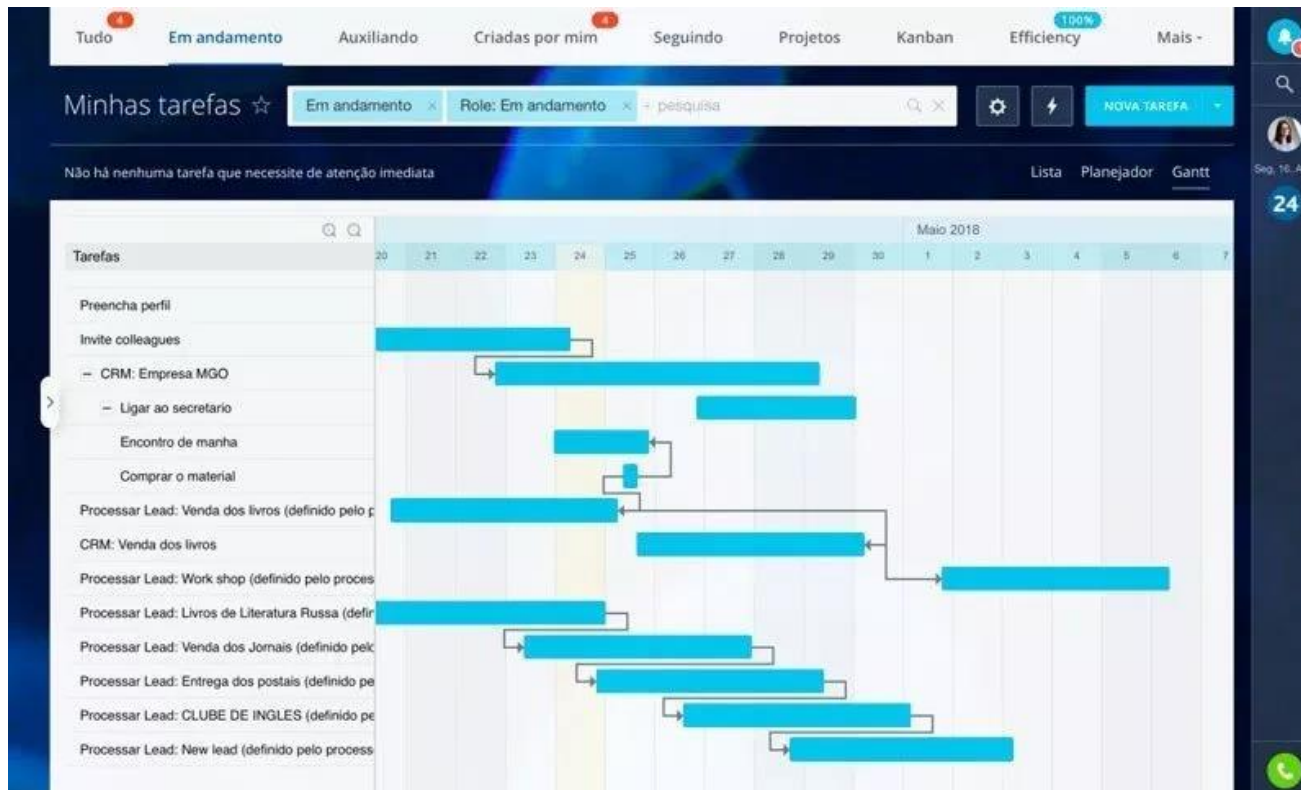 4 4 100%
Tudo Em andamento Auxiliando Criadas por mim Seguindo Projetos Kanban Efficiency Mais -
Minhas tarefas ☆ Em andamento × Role: Em andamento × + pesquisa NOVA TAREFA
Não há nenhuma tarefa que necessite de atenção imediata Lista Planejador Gantt
Seg, 16. A
24
Maio 2018
Tarefas 20 21 22 23 24 25 26 27 28 29 30 1 2 3 4 5 6 7
Preencha perfil
Invite colleagues
– CRM: Empresa MGO
– Ligar ao secretario
Encontro de manha
Comprar o material
Processar Lead: Venda dos livros (definido pelo p
CRM: Venda dos livros
Processar Lead: Work shop (definido pelo proces
Processar Lead: Livros de Literatura Russa (defin
Processar Lead: Venda dos Jornais (definido pelo
Processar Lead: Entrega dos postais (definido pe
Processar Lead: CLUBE DE INGLES (definido pe
Processar Lead: New lead (definido pelo process